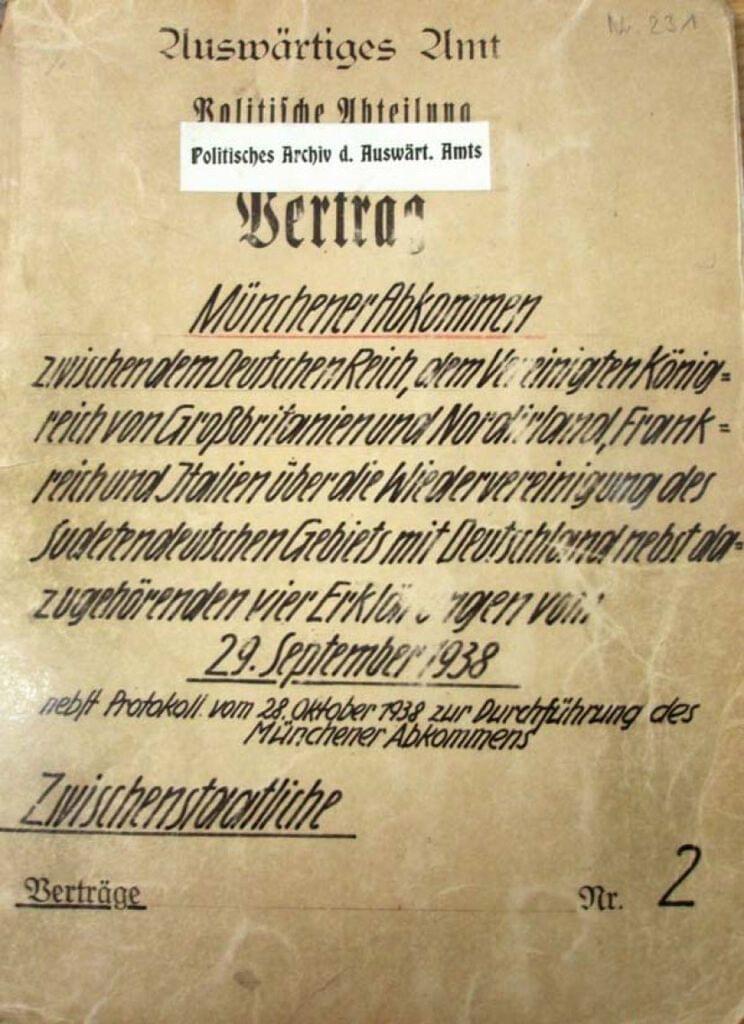 Nr. 231
Auswärtiges Amt
Politische Abteilung
Politisches Archiv d. Auswärt. Amts
Vertrag
Münchener Abkommen
zwischen dem Deutschen Reich, dem Vereinigten König=
reich von Großbritanien und Nordirland, Frank=
reich und Italien über die Wiedervereinigung des
Sudetendeutschen Gebiets mit Deutschland nebst da=
zugehörenden vier Erklärungen vom
29. September 1938
nebst Protokoll vom 28. Oktober 1938 zur Durchführung des
Münchener Abkommens
Zwischenstaatliche
Verträge Nr. 2